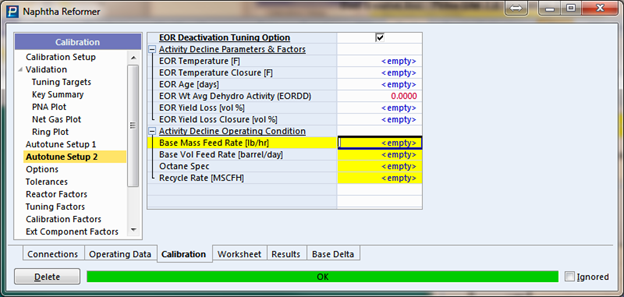 Naphtha Reformer
Calibration
Calibration Setup
Validation
Tuning Targets
Key Summary
PNA Plot
Net Gas Plot
Ring Plot
Autotune Setup 1
Autotune Setup 2
Options
Tolerances
Reactor Factors
Tuning Factors
Calibration Factors
Ext Component Factors
EOR Deactivation Tuning Option
Activity Decline Parameters & Factors
EOR Temperature [F] <empty>
EOR Temperature Closure [F] <empty>
EOR Age [days] <empty>
EOR Wt Avg Dehydro Activity (EORDD) 0.0000
EOR Yield Loss [vol %] <empty>
EOR Yield Loss Closure [vol %] <empty>
Activity Decline Operating Condition
Base Mass Feed Rate [lb/hr] <empty>
Base Vol Feed Rate [barrel/day] <empty>
Octane Spec <empty>
Recycle Rate [MSCFH] <empty>
Connections Operating Data Calibration Worksheet Results Base Delta
Delete OK Ignored